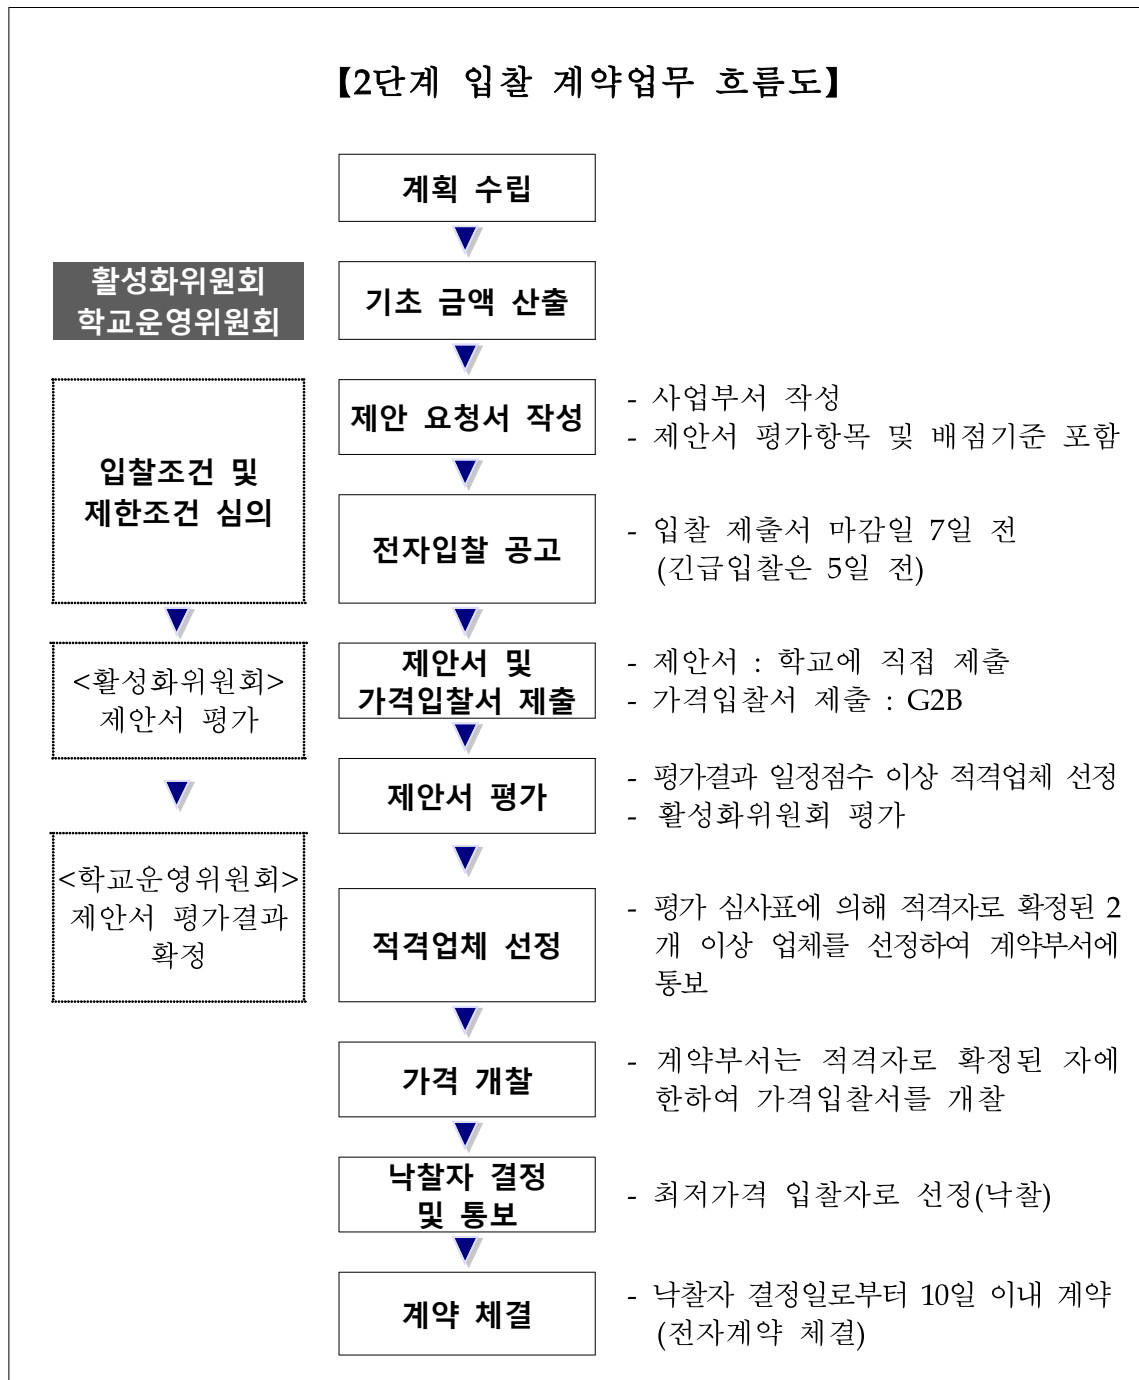 【2단계 입찰 계약업무 흐름도】
계획 수립
활성화위원회
학교운영위원회
기초 금액 산출
입찰조건 및
제한조건 심의
제안 요청서 작성
- 사업부서 작성
- 제안서 평가항목 및 배점기준 포함
전자입찰 공고
- 입찰 제출서 마감일 7일 전
(긴급입찰은 5일 전)
<활성화위원회>
제안서 평가
제안서 및
가격입찰서 제출
- 제안서 : 학교에 직접 제출
- 가격입찰서 제출 : G2B
제안서 평가
- 평가결과 일정점수 이상 적격업체 선정
- 활성화위원회 평가
<학교운영위원회>
제안서 평가결과
확정
적격업체 선정
- 평가 심사표에 의해 적격자로 확정된 2
개 이상 업체를 선정하여 계약부서에
통보
가격 개찰
- 계약부서는 적격자로 확정된 자에
한하여 가격입찰서를 개찰
낙찰자 결정
및 통보
- 최저가격 입찰자로 선정(낙찰)
계약 체결
- 낙찰자 결정일로부터 10일 이내 계약
(전자계약 체결)